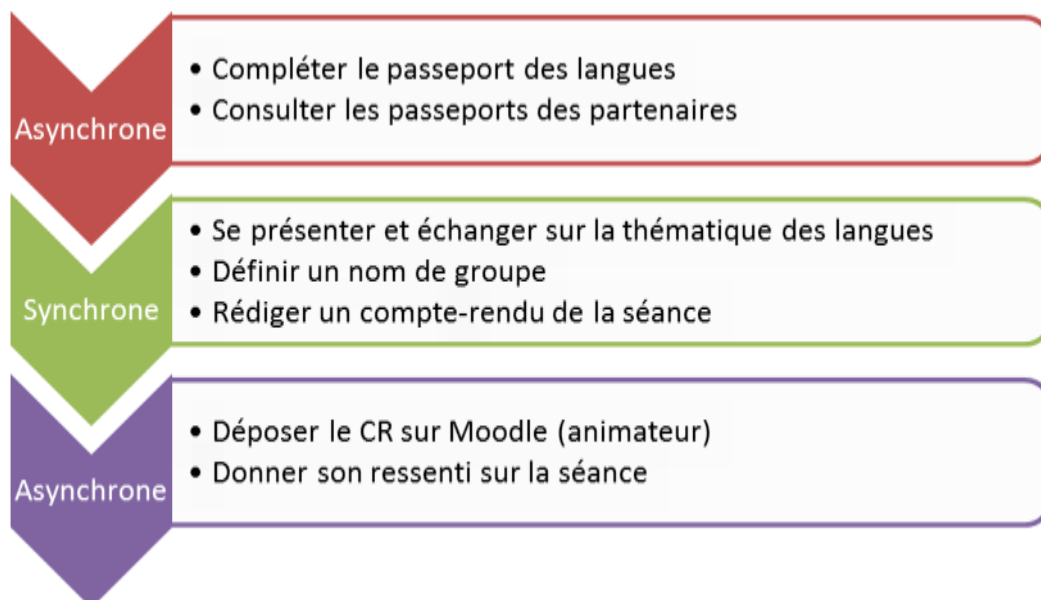 Asynchrone
• Compléter le passeport des langues
• Consulter les passeports des partenaires
Synchrone
• Se présenter et échanger sur la thématique des langues
• Définir un nom de groupe
• Rédiger un compte-rendu de la séance
Asynchrone
• Déposer le CR sur Moodle (animateur)
• Donner son ressenti sur la séance